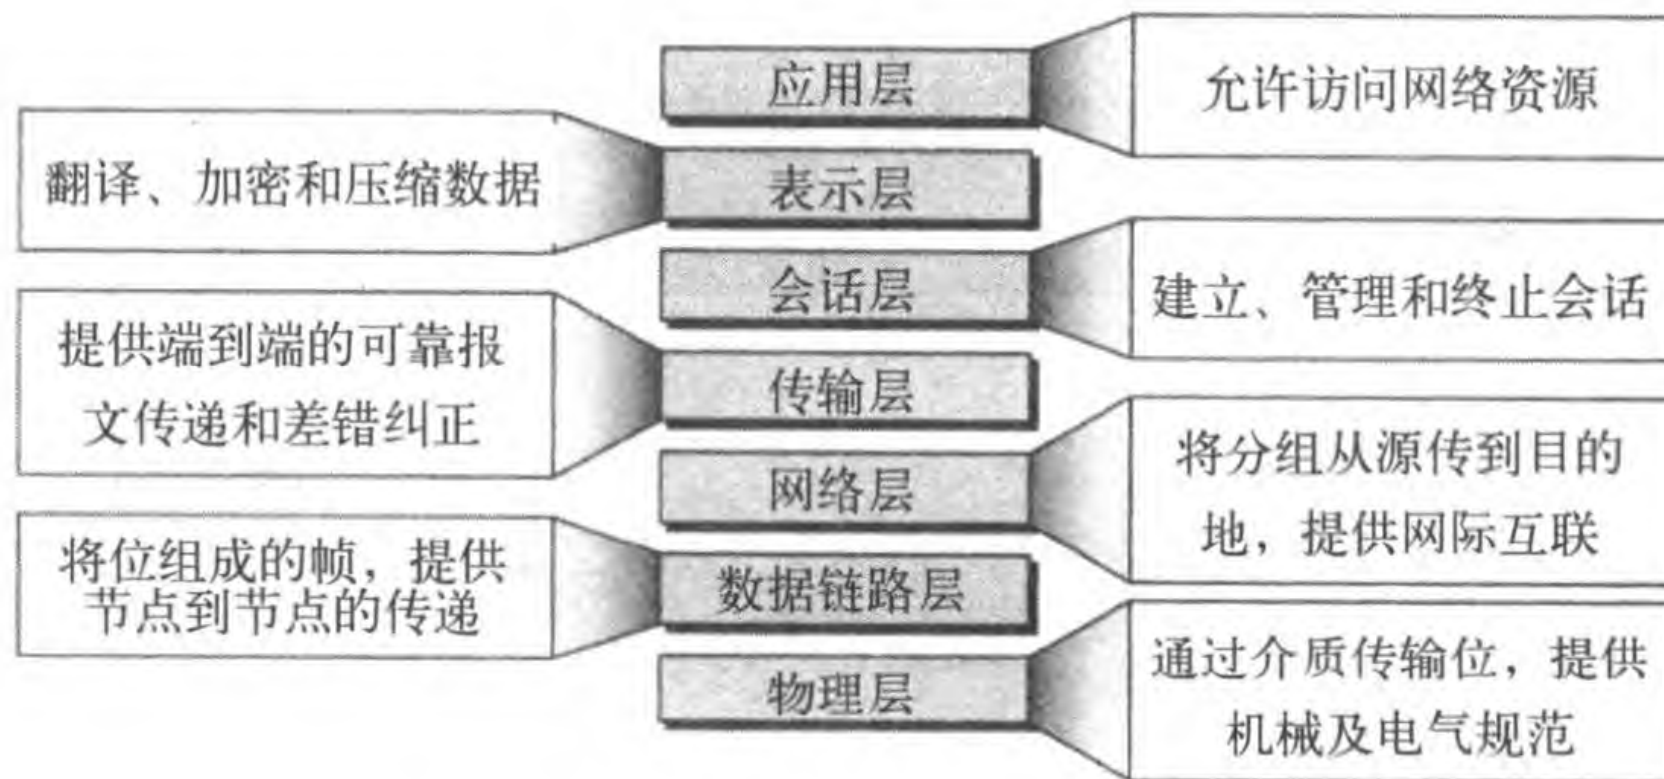 应用层
允许访问网络资源
翻译、加密和压缩数据
表示层
会话层
建立、管理和终止会话
提供端到端的可靠报
文传递和差错纠正
传输层
网络层
将分组从源传到目的
地，提供网际互联
将位组成的帧，提供
节点到节点的传递
数据链路层
物理层
通过介质传输位，提供
机械及电气规范